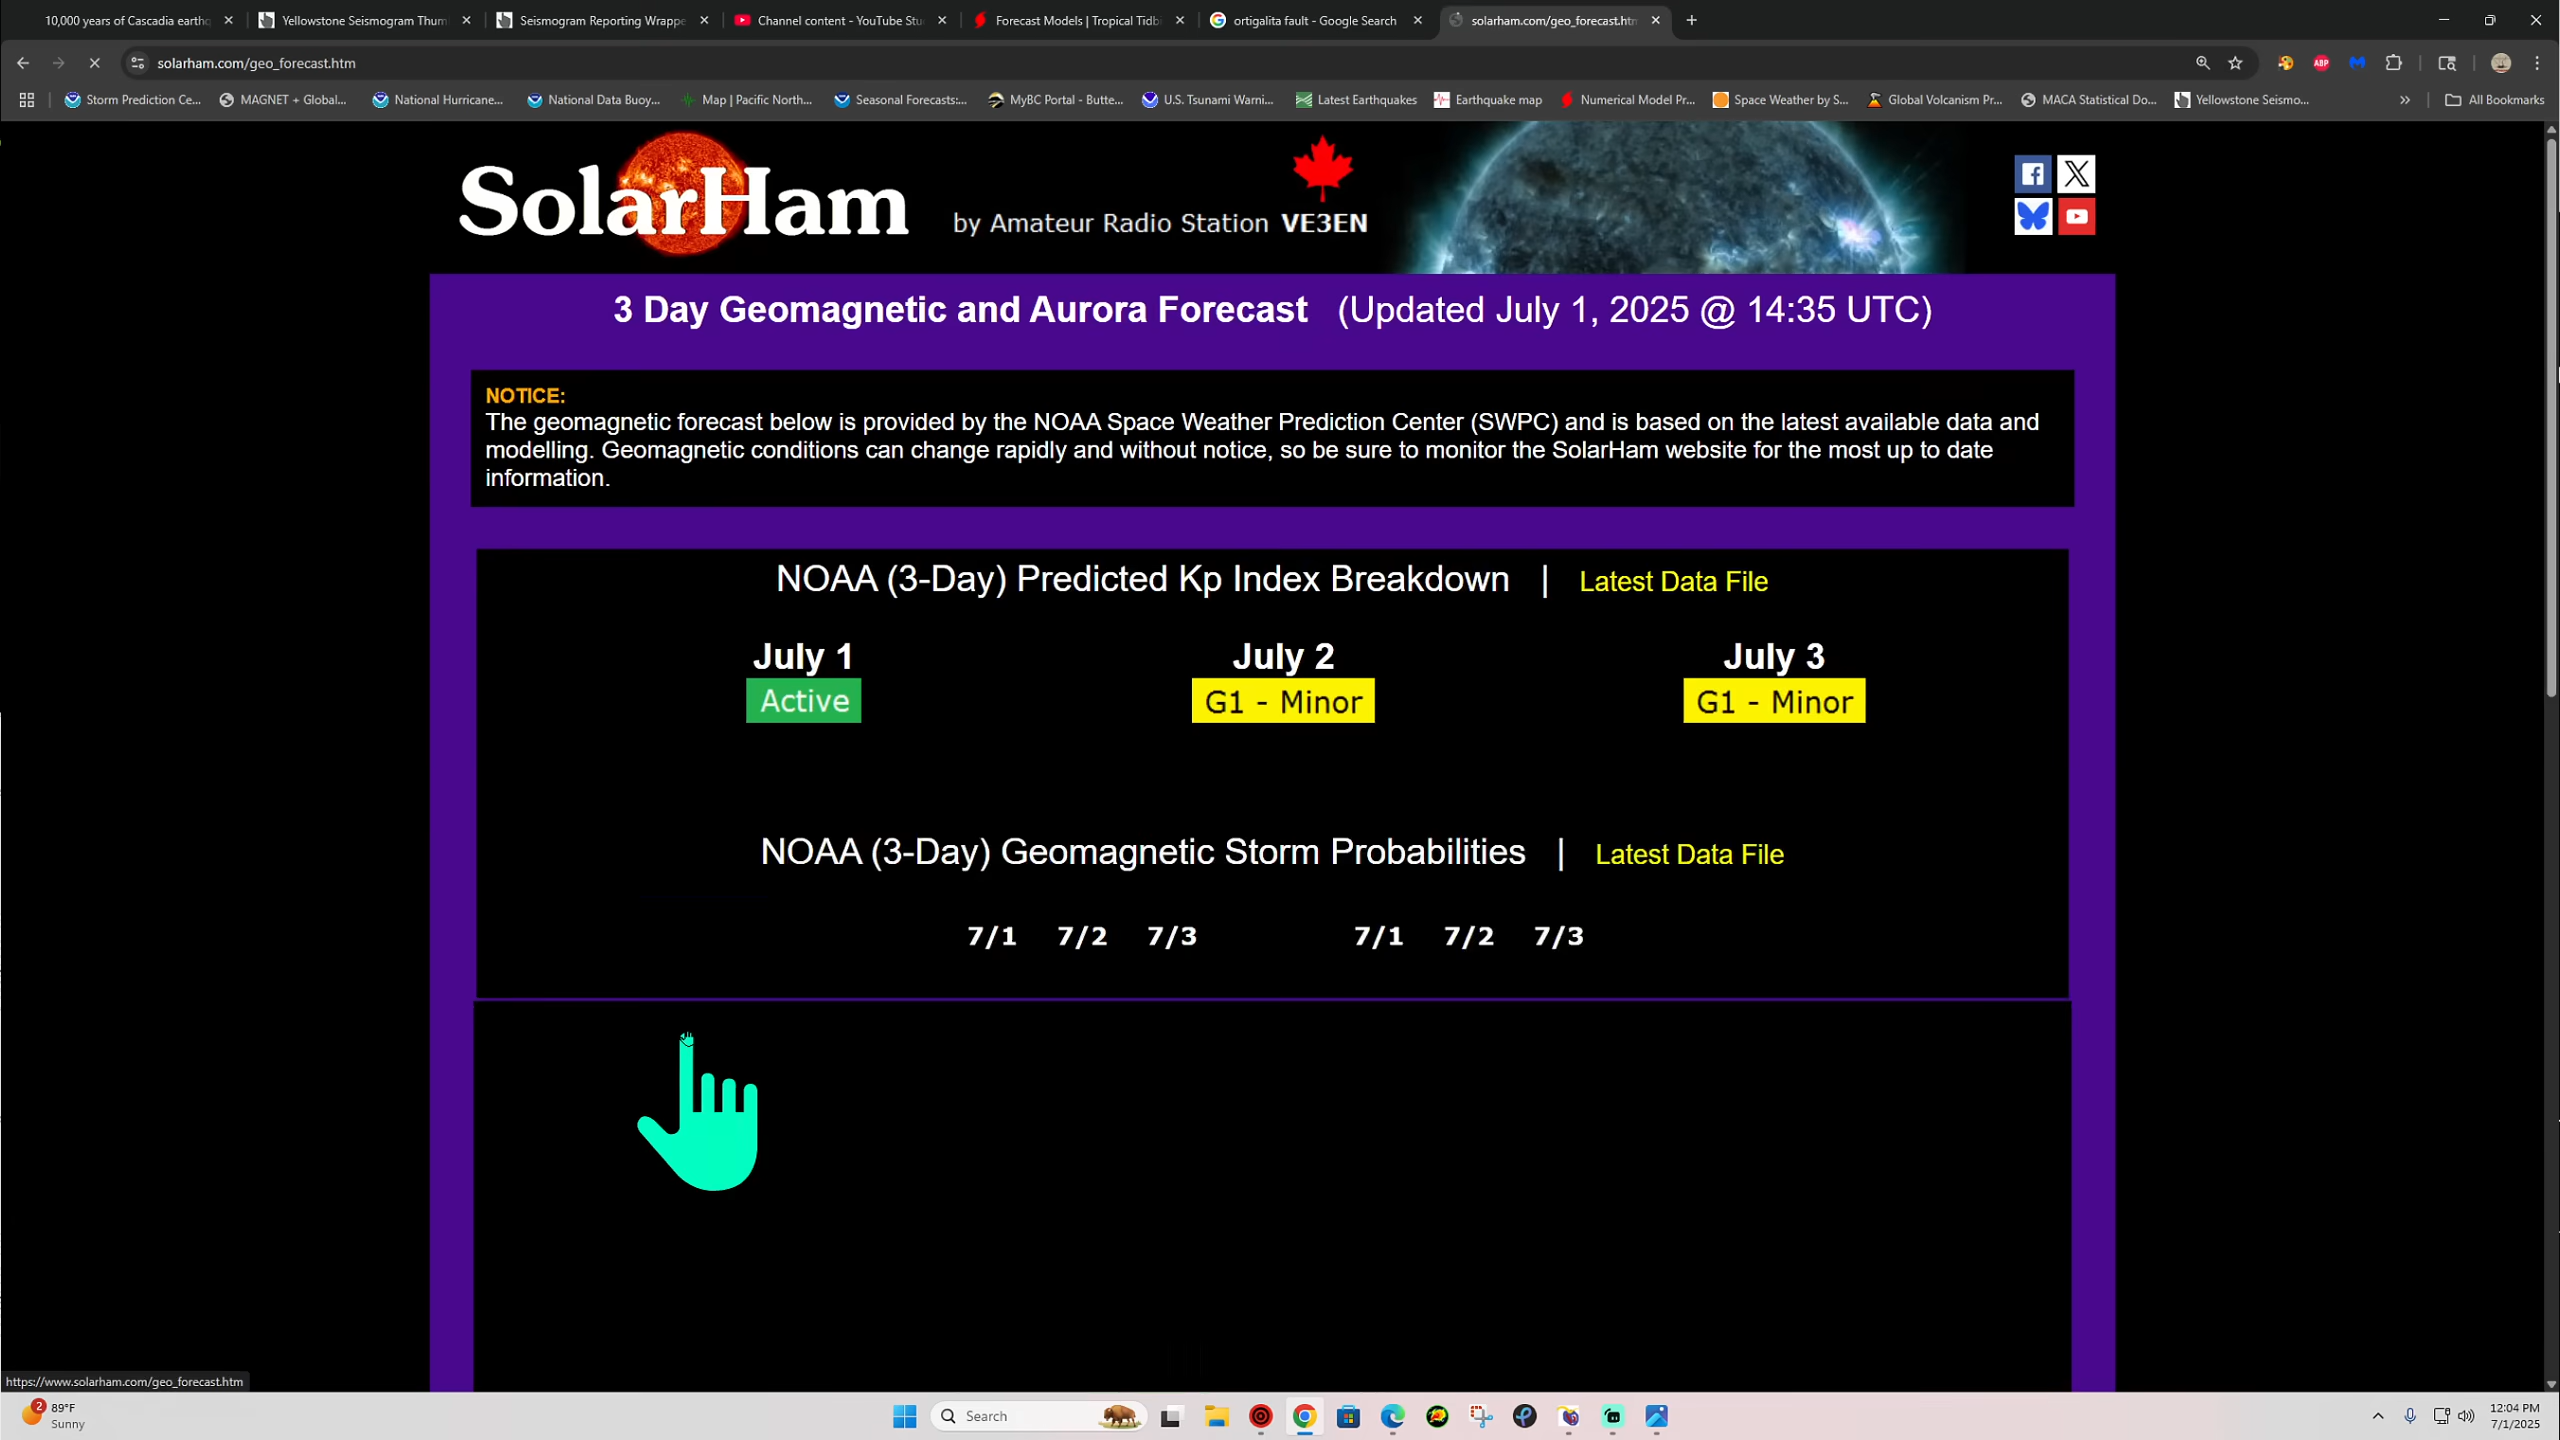 10,000 years of Cascadia earthq
Yellowstone Seismogram Thum
Seismogram Reporting Wrappe
Channel content - YouTube Stu
Forecast Models | Tropical Tidb
ortigalita fault - Google Search
solarham.com/geo_forecast.htm
solarham.com/geo_forecast.htm
Storm Prediction Ce...
MAGNET + Global...
National Hurricane...
National Data Buoy...
Map | Pacific North...
Seasonal Forecasts:...
MyBC Portal - Butte...
U.S. Tsunami Warni...
Latest Earthquakes
Earthquake map
Numerical Model Pr...
Space Weather by S...
Global Volcanism Pr...
MACA Statistical Do...
Yellowstone Seismo...
All Bookmarks
ABP
SolarHam
by Amateur Radio Station VE3EN
3 Day Geomagnetic and Aurora Forecast (Updated July 1, 2025 @ 14:35 UTC)
NOTICE:
The geomagnetic forecast below is provided by the NOAA Space Weather Prediction Center (SWPC) and is based on the latest available data and
modelling. Geomagnetic conditions can change rapidly and without notice, so be sure to monitor the SolarHam website for the most up to date
information.
NOAA (3-Day) Predicted Kp Index Breakdown | Latest Data File
July 1 July 2 July 3
Active G1 - Minor G1 - Minor
NOAA (3-Day) Geomagnetic Storm Probabilities | Latest Data File
7/1 7/2 7/3 7/1 7/2 7/3
https://www.solarham.com/geo_forecast.htm
2
89°F
Sunny
Search
12:04 PM
7/1/2025